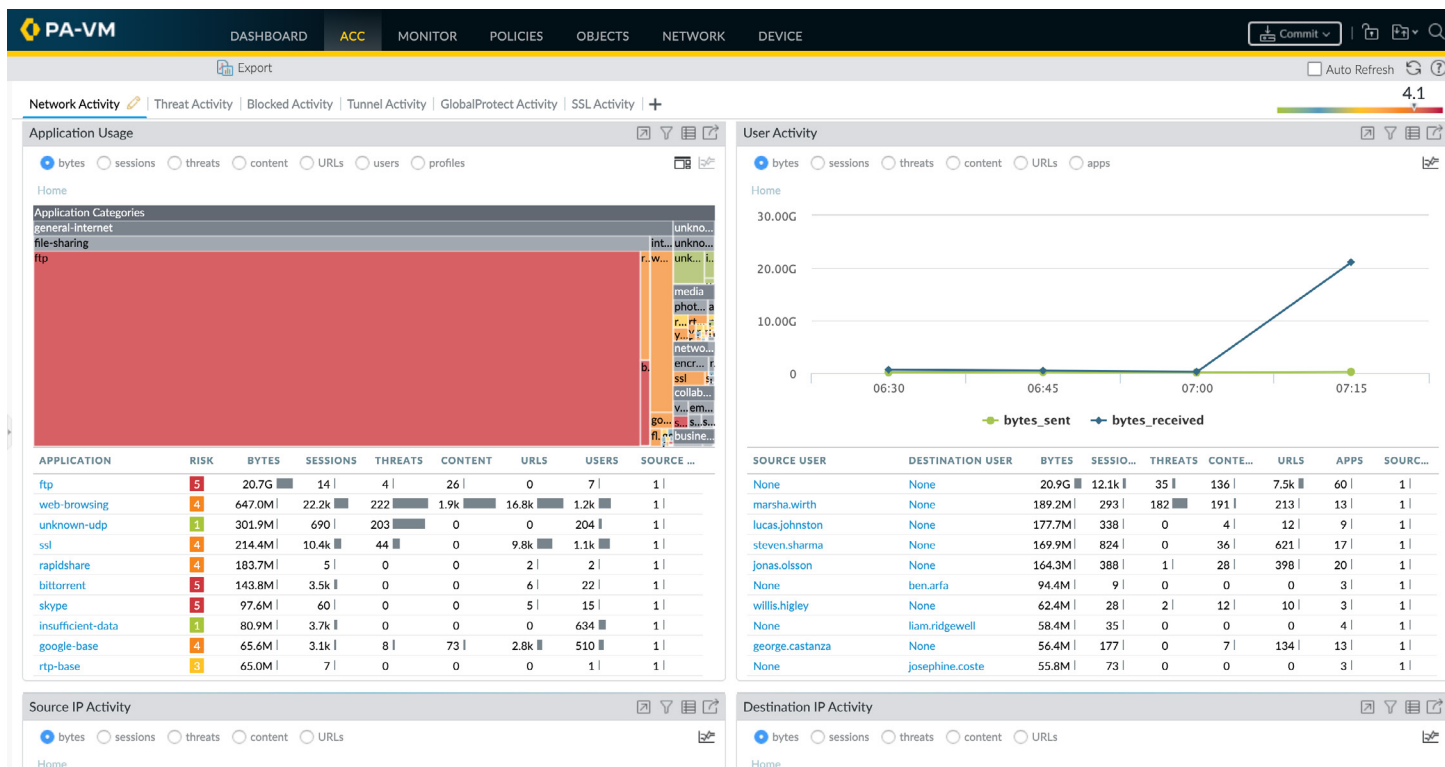 PA-VM DASHBOARD ACC MONITOR POLICIES OBJECTS NETWORK DEVICE Commit
Export Auto Refresh
Network Activity Threat Activity Blocked Activity Tunnel Activity GlobalProtect Activity SSL Activity + 4.1
Application Usage
bytes sessions threats content URLs users profiles
Home
Application Categories
general-internet unkno...
file-sharing int... unkno...
ftp r.. w... unk... i..
media
phot... a
r... rt...
y...
netwo...
b. encr... r
ssl
collab...
v... em...
go... s... s...s...
fl. busine...
APPLICATION RISK BYTES SESSIONS THREATS CONTENT URLS USERS SOURCE ...
ftp 5 20.7G 14 4 26 0 7 1
web-browsing 4 647.0M 22.2k 222 1.9k 16.8k 1.2k 1
unknown-udp 1 301.9M 690 203 0 0 204 1
ssl 4 214.4M 10.4k 44 0 9.8k 1.1k 1
rapidshare 4 183.7M 5 0 0 2 2 1
bittorrent 5 143.8M 3.5k 0 0 6 22 1
skype 5 97.6M 60 0 0 5 15 1
insufficient-data 1 80.9M 3.7k 0 0 0 634 1
google-base 4 65.6M 3.1k 8 73 2.8k 510 1
rtp-base 3 65.0M 7 0 0 0 1 1
User Activity
bytes sessions threats content URLs apps
Home
30.00G
20.00G
10.00G
0
06:30 06:45 07:00 07:15
bytes_sent bytes_received
SOURCE USER DESTINATION USER BYTES SESSIO... THREATS CONTE... URLS APPS SOURC...
None None 20.9G 12.1k 35 136 7.5k 60 1
marsha.wirth None 189.2M 293 182 191 213 13 1
lucas.johnston None 177.7M 338 0 4 12 9 1
steven.sharma None 169.9M 824 0 36 621 17 1
jonas.olsson None 164.3M 388 1 28 398 20 1
None ben.arfa 94.4M 9 0 0 0 3 1
willis.higley None 62.4M 28 2 12 10 3 1
None liam.ridgewell 58.4M 35 0 0 0 4 1
george.castanza None 56.4M 177 0 7 134 13 1
None josephine.coste 55.8M 73 0 0 0 3 1
Source IP Activity
bytes sessions threats content URLs
Home
Destination IP Activity
bytes sessions threats content URLs
Home